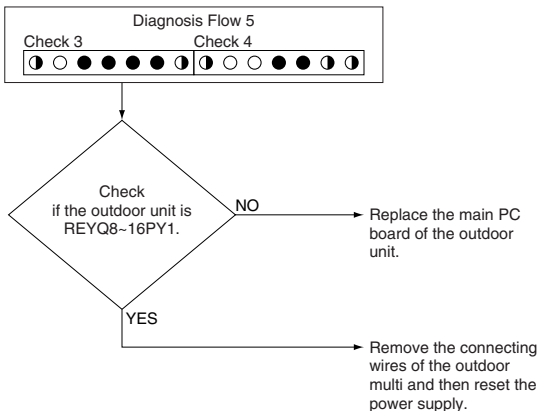 Diagnosis Flow 5
Check 3 Check 4
Check
if the outdoor unit is
REYQ8~16PY1.
NO
Replace the main PC
board of the outdoor
unit.
YES
Remove the connecting
wires of the outdoor
multi and then reset the
power supply.